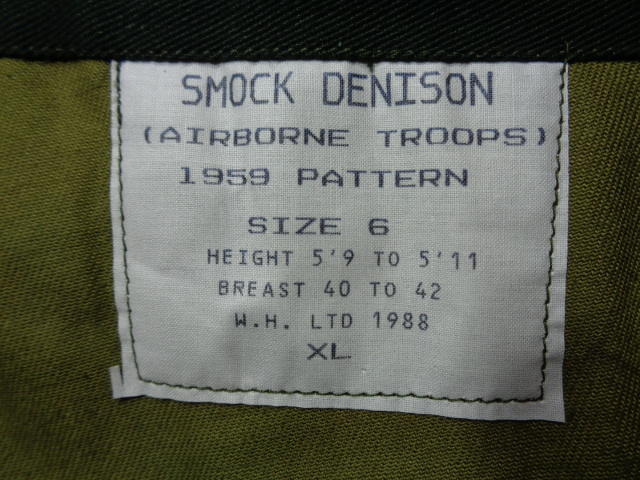 SMOCK DENISON
(AIRBORNE TROOPS)
1959 PATTERN
SIZE 6
HEIGHT 5'9 TO 5'11
BREAST 40 TO 42
W.H. LTD 1988
XL